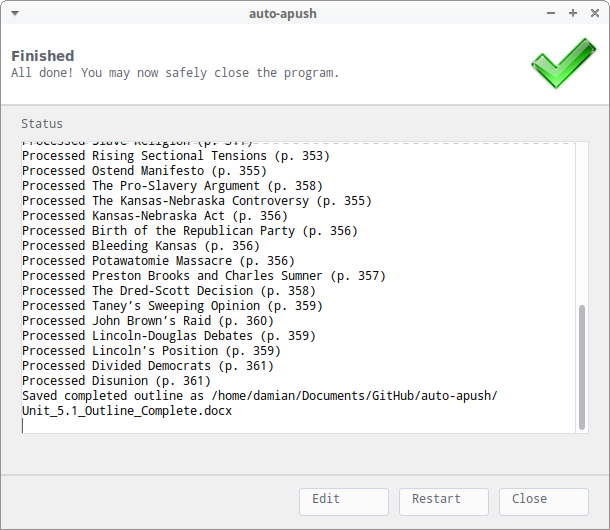 auto-apush
Finished
All done! You may now safely close the program.
Status
Processed Slave Religion (p. 311)
Processed Rising Sectional Tensions (p. 353)
Processed Ostend Manifesto (p. 355)
Processed The Pro-Slavery Argument (p. 358)
Processed The Kansas-Nebraska Controversy (p. 355)
Processed Kansas-Nebraska Act (p. 356)
Processed Birth of the Republican Party (p. 356)
Processed Bleeding Kansas (p. 356)
Processed Potawatomie Massacre (p. 356)
Processed Preston Brooks and Charles Sumner (p. 357)
Processed The Dred-Scott Decision (p. 358)
Processed Taney’s Sweeping Opinion (p. 359)
Processed John Brown’s Raid (p. 360)
Processed Lincoln-Douglas Debates (p. 359)
Processed Lincoln’s Position (p. 359)
Processed Divided Democrats (p. 361)
Processed Disunion (p. 361)
Saved completed outline as /home/damian/Documents/GitHub/auto-apush/
Unit_5.1_Outline_Complete.docx
Edit
Restart
Close